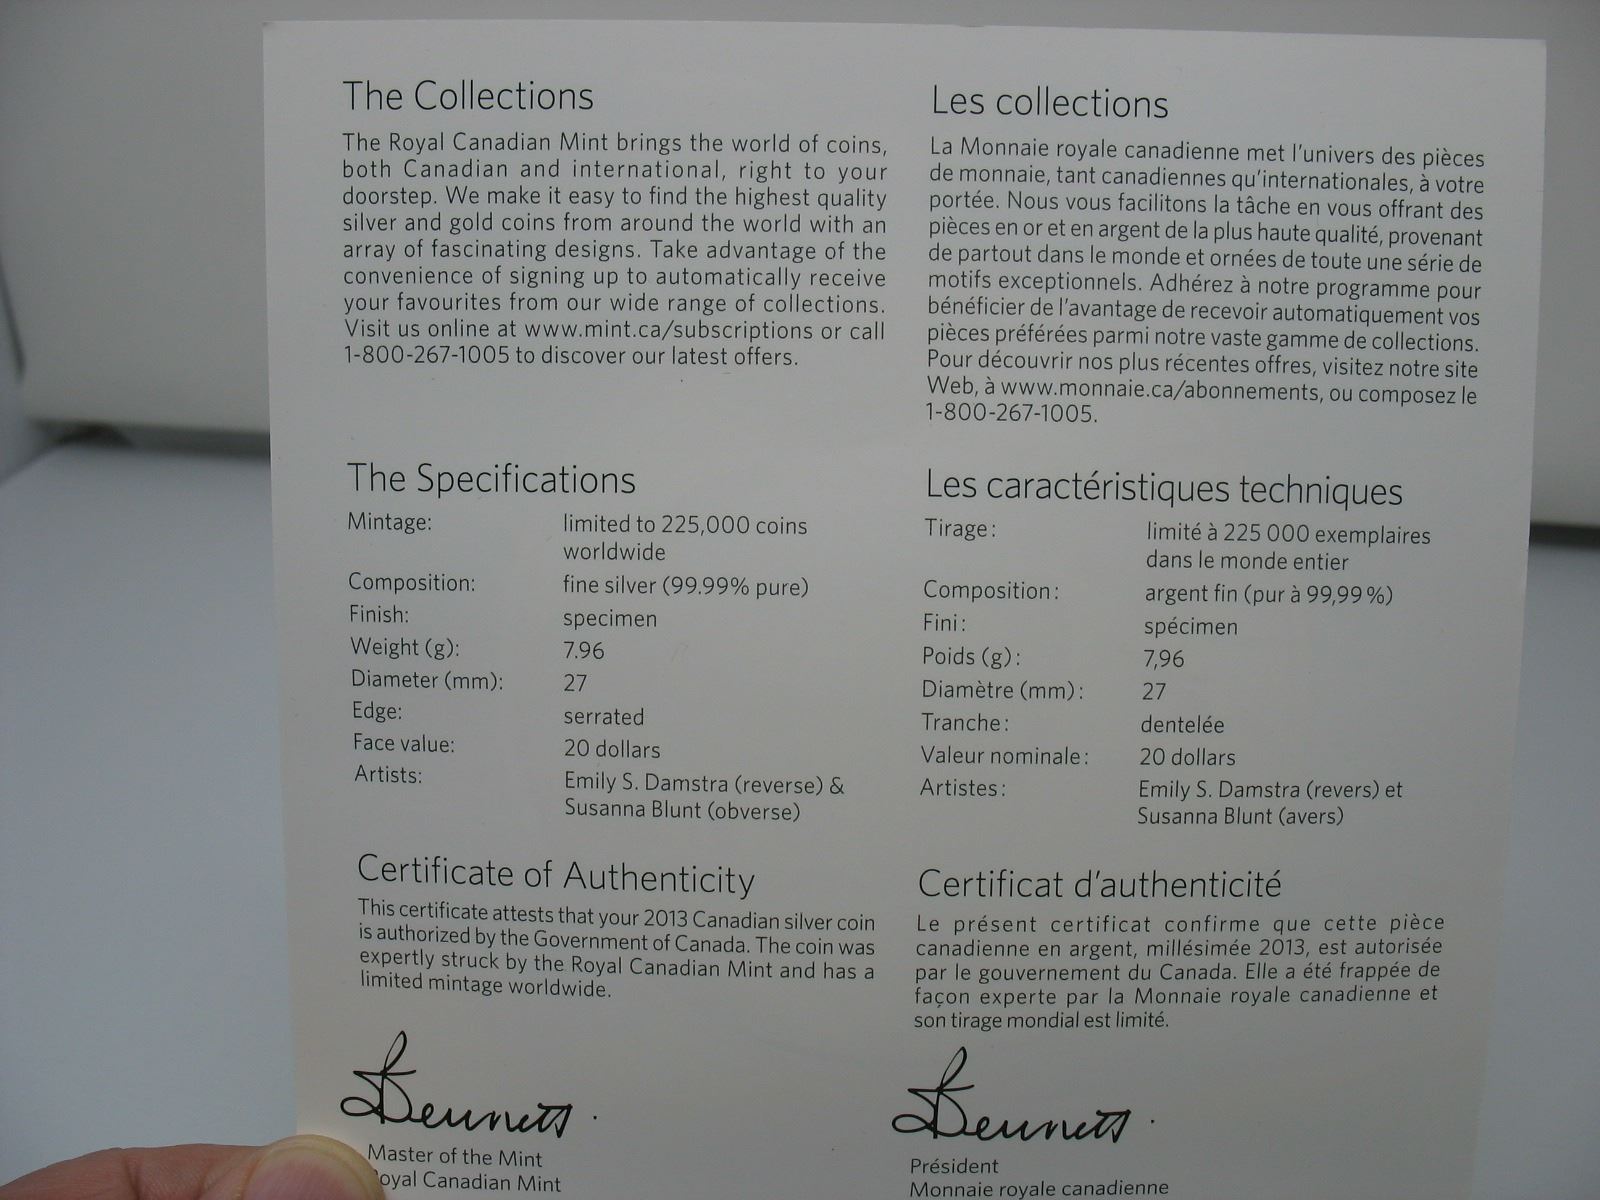 The Collections
The Royal Canadian Mint brings the world of coins,
both Canadian and international, right to your
doorstep. We make it easy to find the highest quality
silver and gold coins from around the world with an
array of fascinating designs. Take advantage of the
convenience of signing up to automatically receive
your favourites from our wide range of collections.
Visit us online at www.mint.ca/subscriptions or call
1-800-267-1005 to discover our latest offers.
The Specifications
Mintage: limited to 225,000 coins
worldwide
Composition: fine silver (99.99% pure)
Finish: specimen
Weight (g): 7.96
Diameter (mm): 27
Edge: serrated
Face value: 20 dollars
Artists: Emily S. Damstra (reverse) &
Susanna Blunt (obverse)
Certificate of Authenticity
This certificate attests that your 2013 Canadian silver coin
is authorized by the Government of Canada. The coin was
expertly struck by the Royal Canadian Mint and has a
limited mintage worldwide.
Bennett
Master of the Mint
oyal Canadian Mint
Les collections
La Monnaie royale canadienne met l'univers des pièces
de monnaie, tant canadiennes qu'internationales, à votre
portée. Nous vous facilitons la tâche en vous offrant des
pièces en or et en argent de la plus haute qualité, provenant
de partout dans le monde et ornées de toute une série de
motifs exceptionnels. Adhérez à notre programme pour
bénéficier de l'avantage de recevoir automatiquement vos
pièces préférées parmi notre vaste gamme de collections.
Pour découvrir nos plus récentes offres, visitez notre site
Web, à www.monnaie.ca/abonnements, ou composez le
1-800-267-1005.
Les caractéristiques techniques
Tirage : limité à 225 000 exemplaires
dans le monde entier
Composition : argent fin (pur à 99,99 %)
Fini : spécimen
Poids (g) : 7,96
Diamètre (mm) : 27
Tranche : dentelée
Valeur nominale : 20 dollars
Artistes : Emily S. Damstra (revers) et
Susanna Blunt (avers)
Certificat d'authenticité
Le présent certificat confirme que cette pièce
canadienne en argent, millésimée 2013, est autorisée
par le gouvernement du Canada. Elle a été frappée de
façon experte par la Monnaie royale canadienne et
son tirage mondial est limité.
Bennett
Président
Monnaie royale canadienne